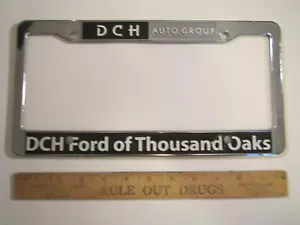 DCH AUTO GROUP
DCH Ford of Thousand Oaks
RULE OUT DRUGS